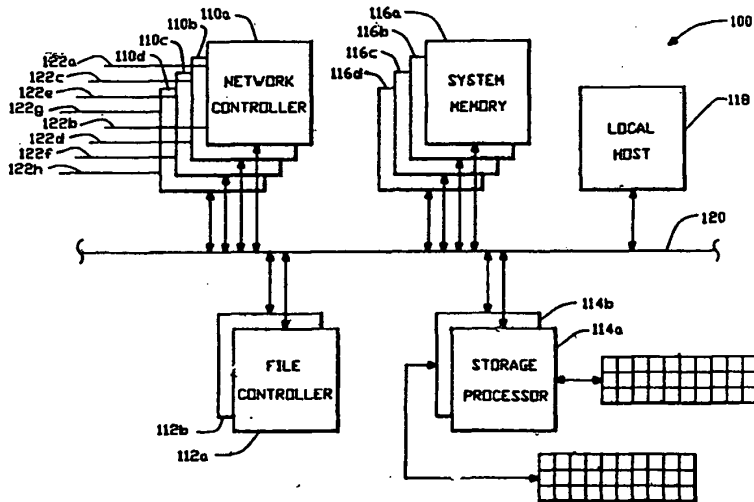 110a
110b
110c
110d
122a
122c
122e
122g
122b
122d
122f
122h
NETWORK
CONTROLLER
116a
116b
116c
116d
SYSTEM
MEMORY
100
118
LOCAL
HOST
120
FILE
CONTROLLER
112b
112a
114b
114a
STORAGE
PROCESSOR